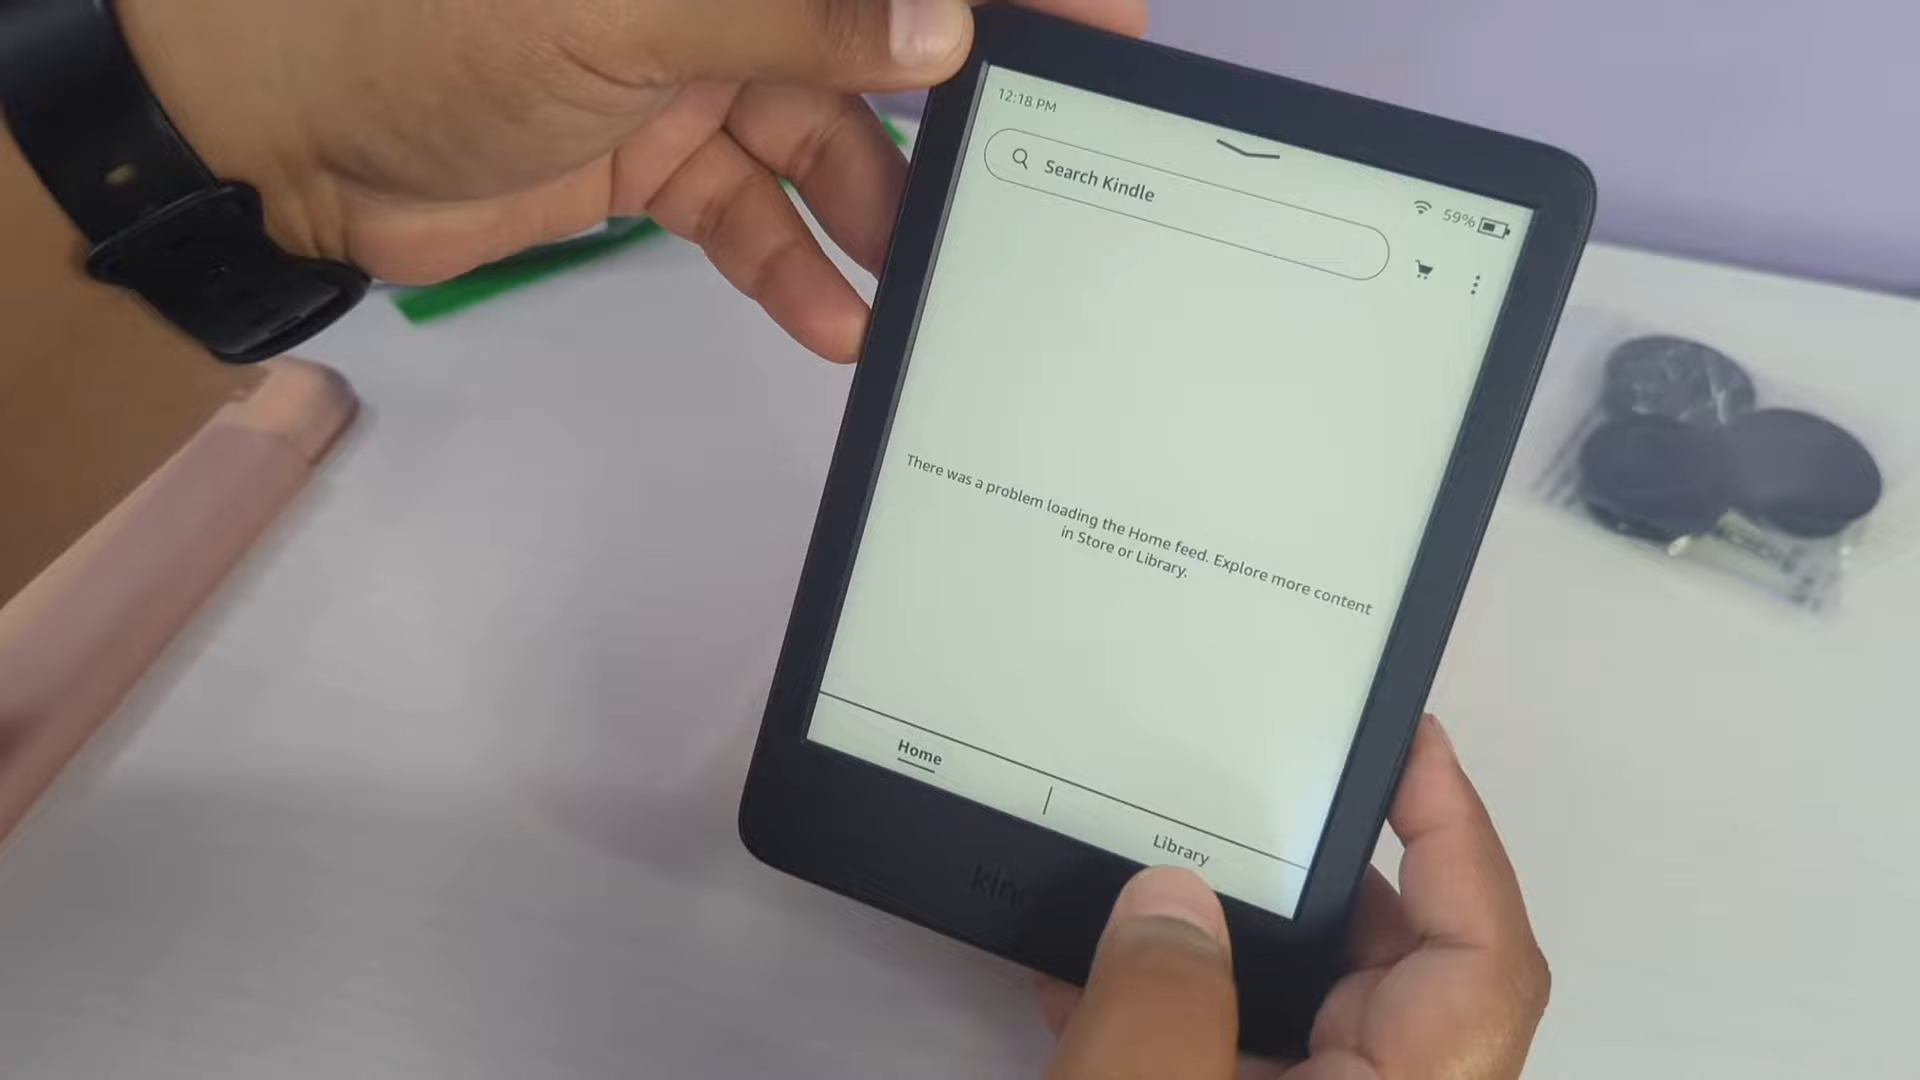 12:18 PM
59%
Search Kindle
There was a problem loading the Home feed. Explore more content
in Store or Library.
Home
Library